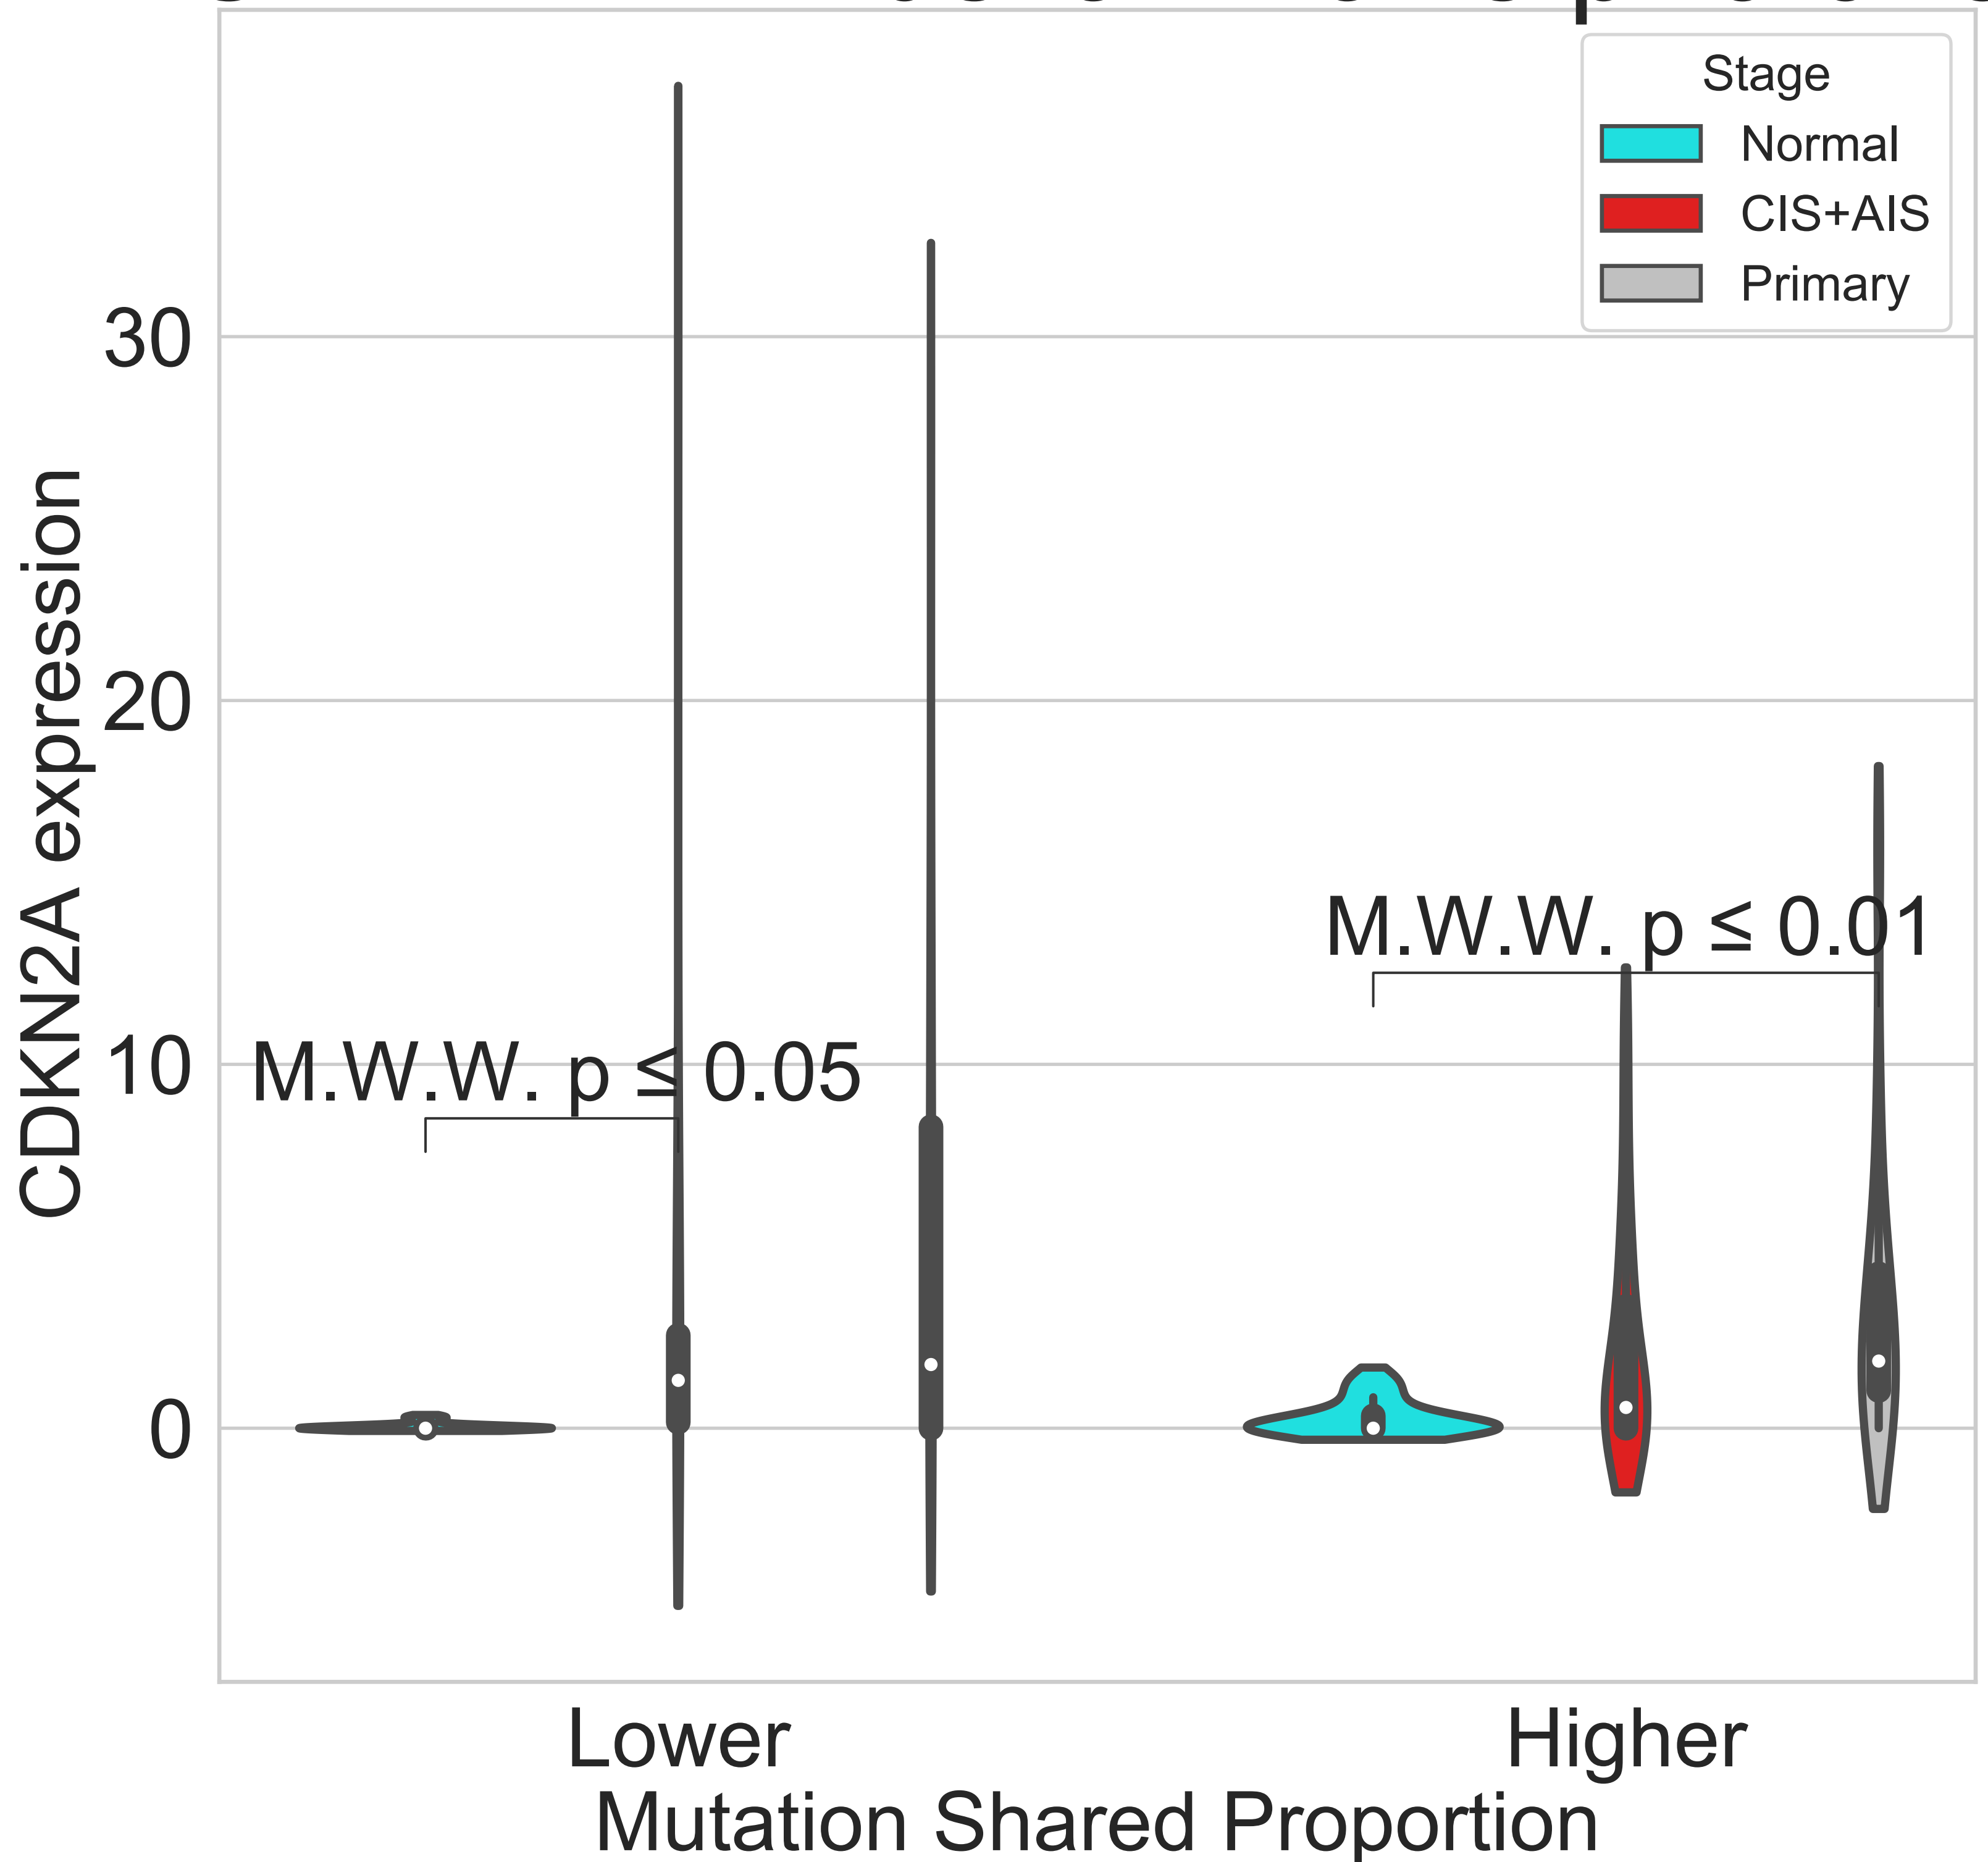 Stage
Normal
CIS+AIS
Primary
30
20
10
0
CDKN2A expression
M.W.W. p ≤ 0.05
M.W.W. p ≤ 0.01
Lower
Higher
Mutation Shared Proportion